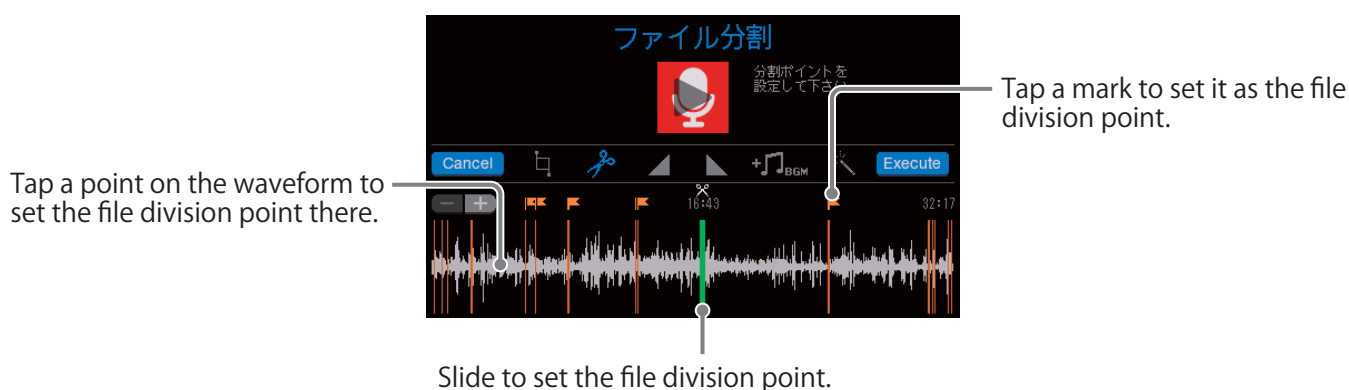 ファイル分割
分割ポイントを
設定して下さい
Tap a mark to set it as the file
division point.
Cancel
+
BGM
Execute
Tap a point on the waveform to
set the file division point there.
− +
16:43
32:17
Slide to set the file division point.